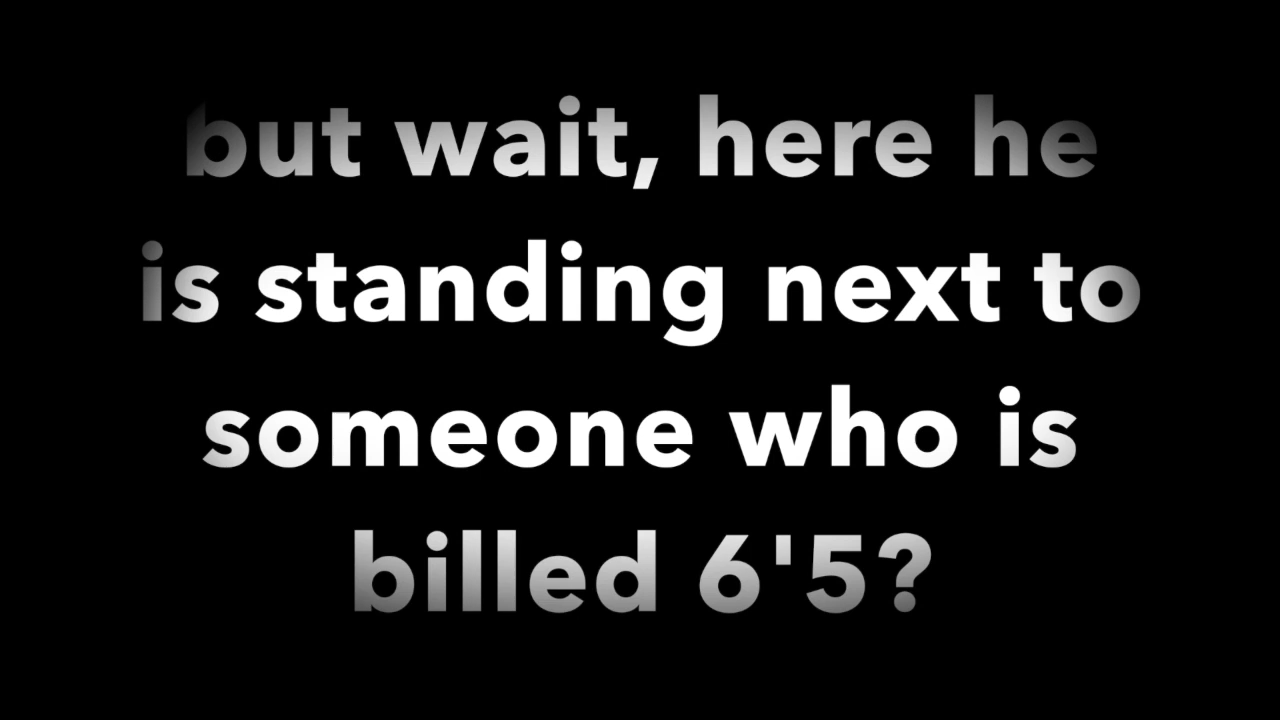 but wait, here he
is standing next to
someone who is
billed 6'5?